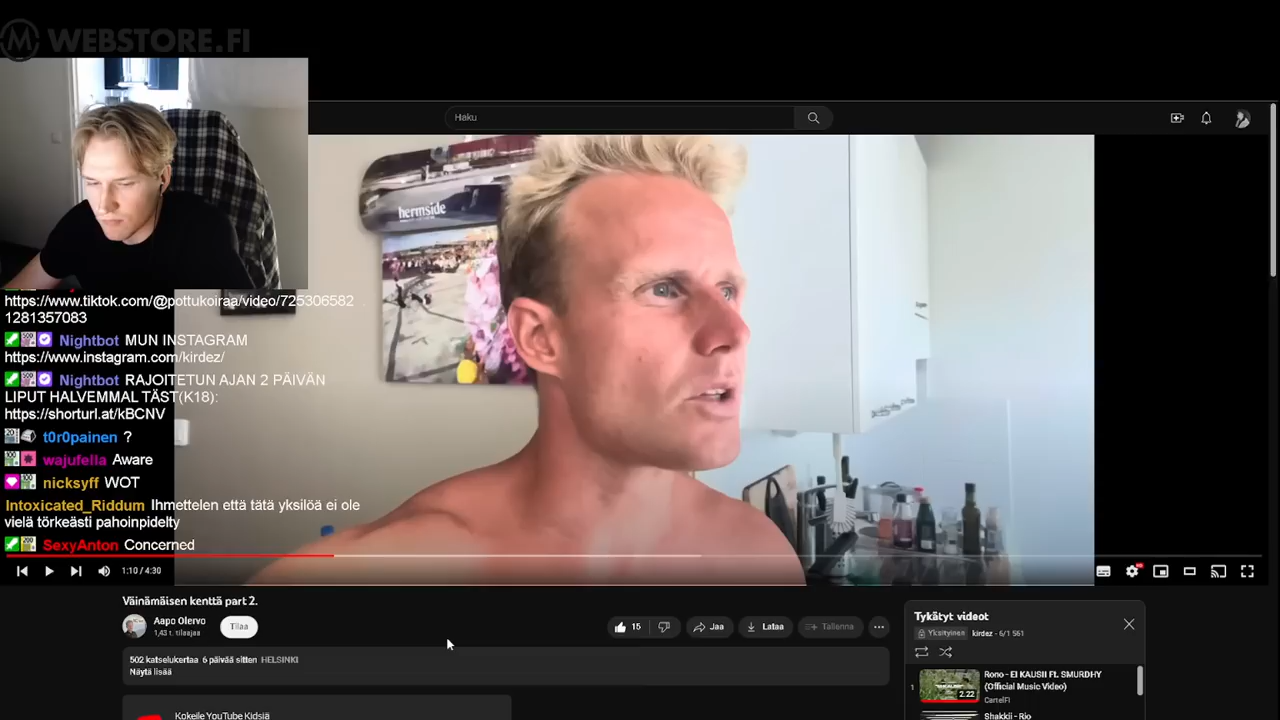 WEBSTORE.FI
Haku
hermside
https://www.tiktok.com/@pottukoiraa/video/725306582
1281357083
Nightbot MUN INSTAGRAM
https://www.instagram.com/kirdez/
Nightbot RAJOITETUN AJAN 2 PÄIVÄN
LIPUT HALVEMMAL TÄST(K18):
https://shorturl.at/kBCNV
t0r0painen ?
wajufella Aware
nicksyff WOT
Intoxicated_Riddum Ihmettelen että tätä yksilöä ei ole
vielä törkeästi pahoinpidelty
SexyAnton Concerned
1:10 / 4:30
Väinämäisen kenttä part 2.
Aapo Olervo
1,43 t. tilaajaa
Tilaa
15
Jaa
Lataa
Tallenna
502 katselukertaa 6 päivää sitten HELSINKI
Näytä lisää
Kokeile YouTube Kidsiä
Tykätyt videot
Yksityinen kirdez - 6/1 561
1
2.22
Rono - EI KAUSII Ft. SMURDHY
(Official Music Video)
CartelFI
Shakkii - Rio